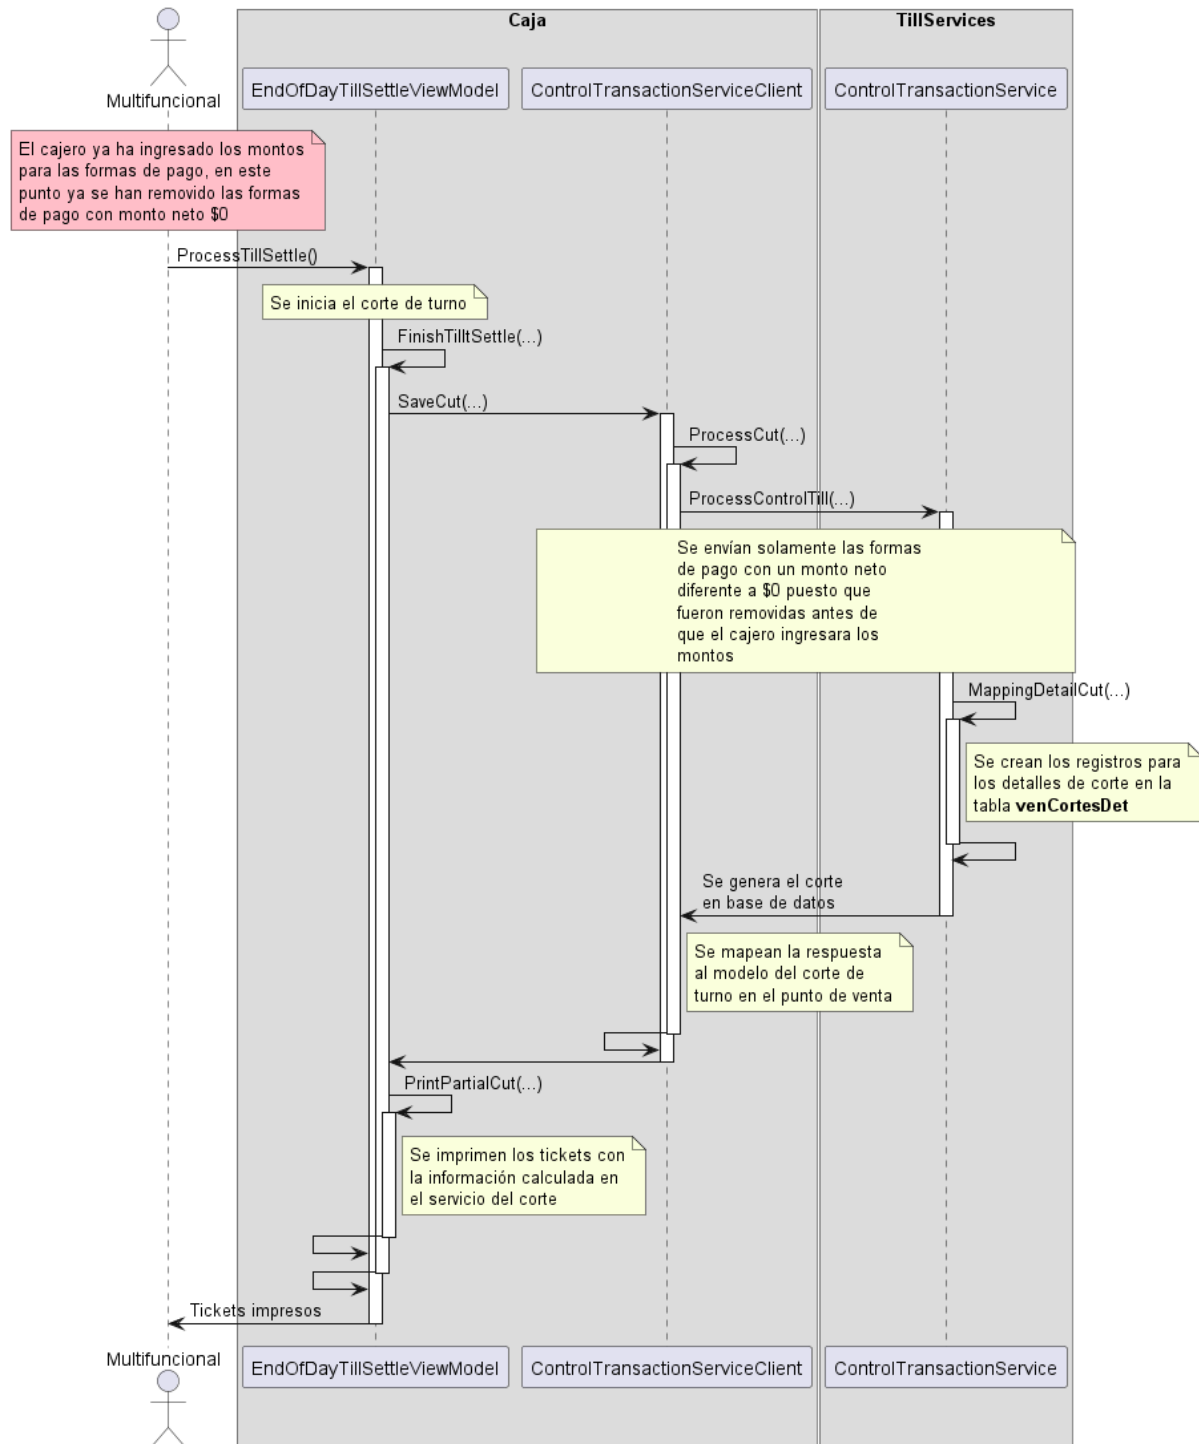 Caja
TillServices
Multifuncional
EndOfDayTillSettleViewModel
ControlTransactionServiceClient
ControlTransactionService
El cajero ya ha ingresado los montos
para las formas de pago, en este
punto ya se han removido las formas
de pago con monto neto $0
ProcessTillSettle()
Se inicia el corte de turno
FinishTilltSettle(...)
SaveCut(...)
ProcessCut(...)
ProcessControlTill(...)
Se envían solamente las formas
de pago con un monto neto
diferente a $0 puesto que
fueron removidas antes de
que el cajero ingresara los
montos
MappingDetailCut(...)
Se crean los registros para
los detalles de corte en la
tabla venCortesDet
Se genera el corte
en base de datos
Se mapean la respuesta
al modelo del corte de
turno en el punto de venta
PrintPartialCut(...)
Se imprimen los tickets con
la información calculada en
el servicio del corte
Tickets impresos
Multifuncional
EndOfDayTillSettleViewModel
ControlTransactionServiceClient
ControlTransactionService